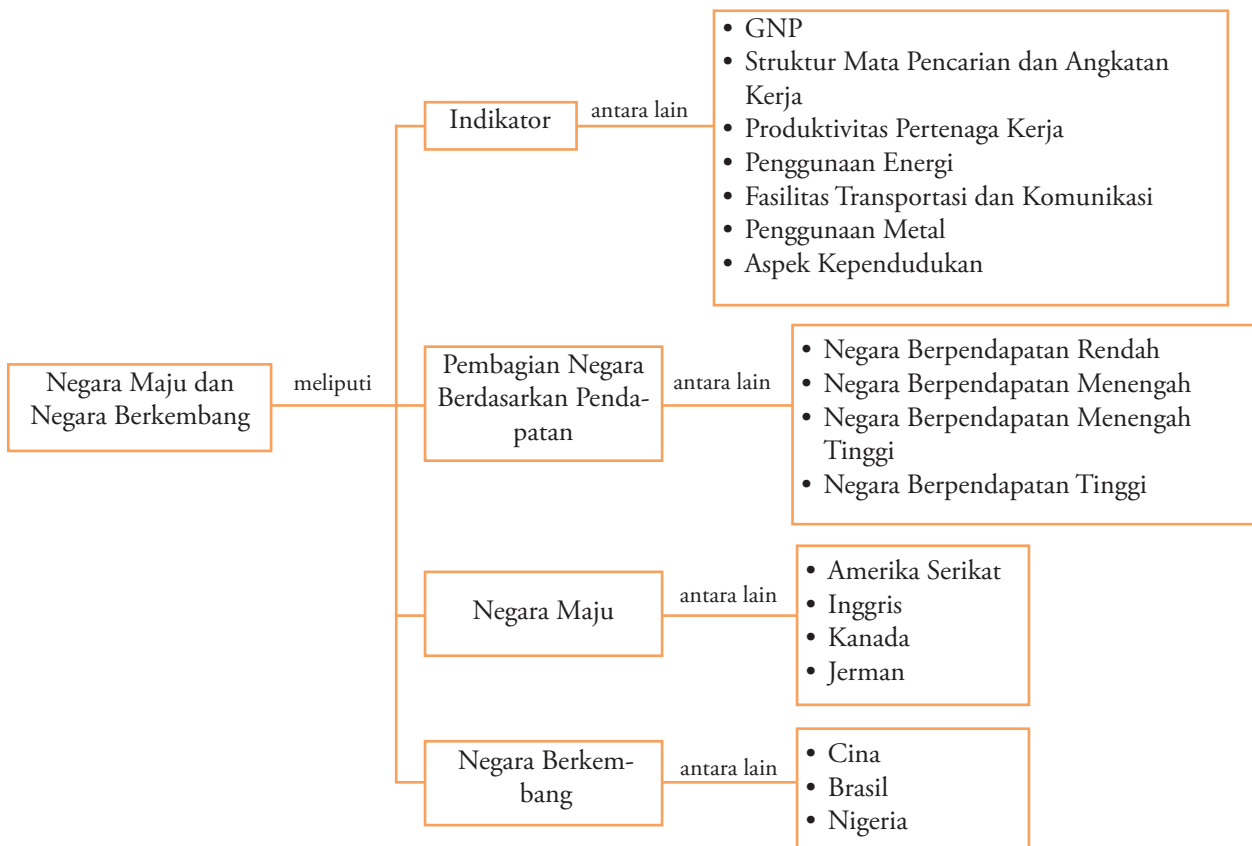 Negara Maju dan
Negara Berkembang
meliputi
Indikator
antara lain
• GNP
• Struktur Mata Pencarian dan Angkatan
Kerja
• Produktivitas Pertenaga Kerja
• Penggunaan Energi
• Fasilitas Transportasi dan Komunikasi
• Penggunaan Metal
• Aspek Kependudukan
Pembagian Negara
Berdasarkan Penda-
patan
antara lain
• Negara Berpendapatan Rendah
• Negara Berpendapatan Menengah
• Negara Berpendapatan Menengah
Tinggi
• Negara Berpendapatan Tinggi
Negara Maju
antara lain
• Amerika Serikat
• Inggris
• Kanada
• Jerman
Negara Berkem-
bang
antara lain
• Cina
• Brasil
• Nigeria